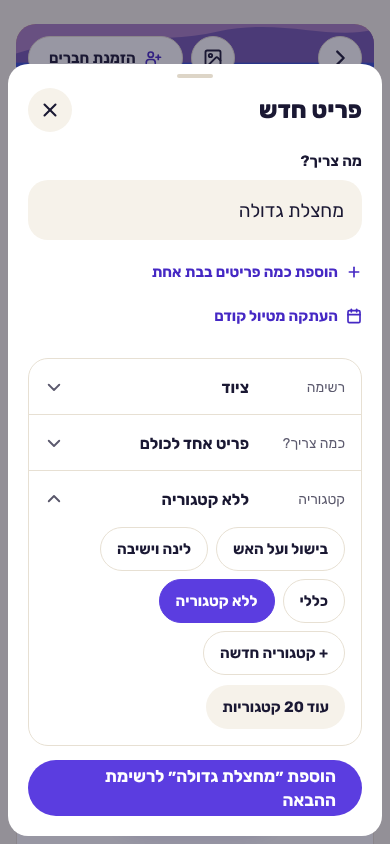 הזמנת חברים
פריט חדש
מה צריך?
מחצלת גדולה
+ הוספת כמה פריטים בבת אחת
העתקה מטיול קודם
רשימה ציוד
כמה צריך? פריט אחד לכולם
קטגוריה ללא קטגוריה
בישול ועל האש לינה וישיבה
כללי ללא קטגוריה
+ קטגוריה חדשה
עוד 20 קטגוריות
הוספת ״מחצלת גדולה״ לרשימת
ההבאה